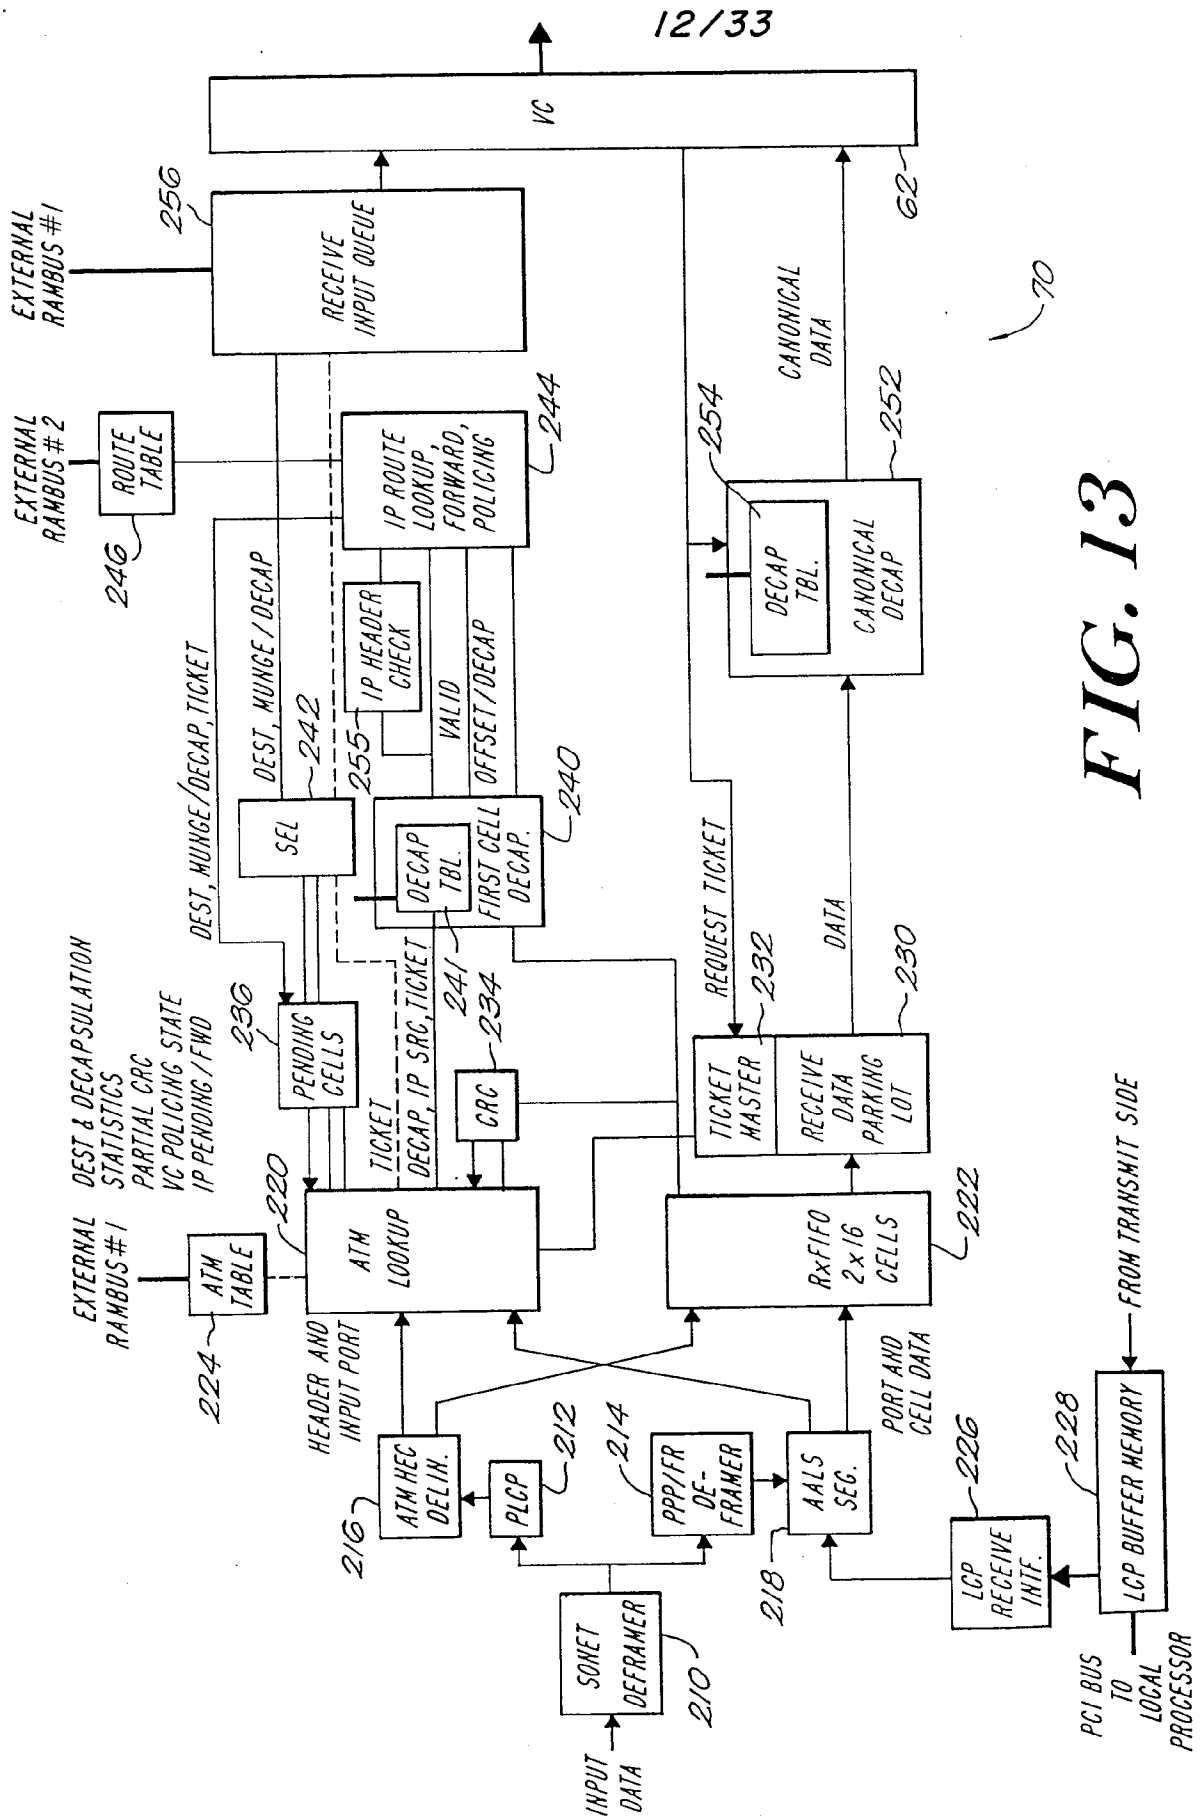 12/33
EXTERNAL
RAMBUS #1
256
RECEIVE
INPUT QUEUE
VC
62
EXTERNAL
RAMBUS #2
ROUTE
TABLE
246
IP ROUTE
LOOKUP,
FORWARD,
POLICING
244
DEST, MUNGE/DECAP, TICKET
DEST, MUNGE/DECAP
SEL
242
IP HEADER
CHECK
255
VALID
OFFSET/DECAP
DECAP
TBL.
241
FIRST CELL
DECAP.
240
DEST & DECAPSULATION
STATISTICS
PARTIAL CRC
VC POLICING STATE
IP PENDING/FWD
236
PENDING
CELLS
TICKET
DECAP, IP SRC, TICKET
CRC
234
EXTERNAL
RAMBUS #1
ATM
TABLE
224
220
ATM
LOOKUP
HEADER AND
INPUT PORT
ATM HEC
DELIN.
216
PLCP
212
PPP/FR
DE-
FRAMER
214
AALS
SEG.
218
PORT AND
CELL DATA
RxFIFO
2x16
CELLS
222
TICKET
MASTER
232
RECEIVE
DATA
PARKING
LOT
230
REQUEST TICKET
DATA
DECAP
TBL.
254
CANONICAL
DECAP
252
CANONICAL
DATA
70
INPUT
DATA
SONET
DEFRAMER
210
LCP
RECEIVE
INTF.
226
LCP BUFFER MEMORY
228
FROM TRANSMIT SIDE
PCI BUS
TO
LOCAL
PROCESSOR
FIG. 13